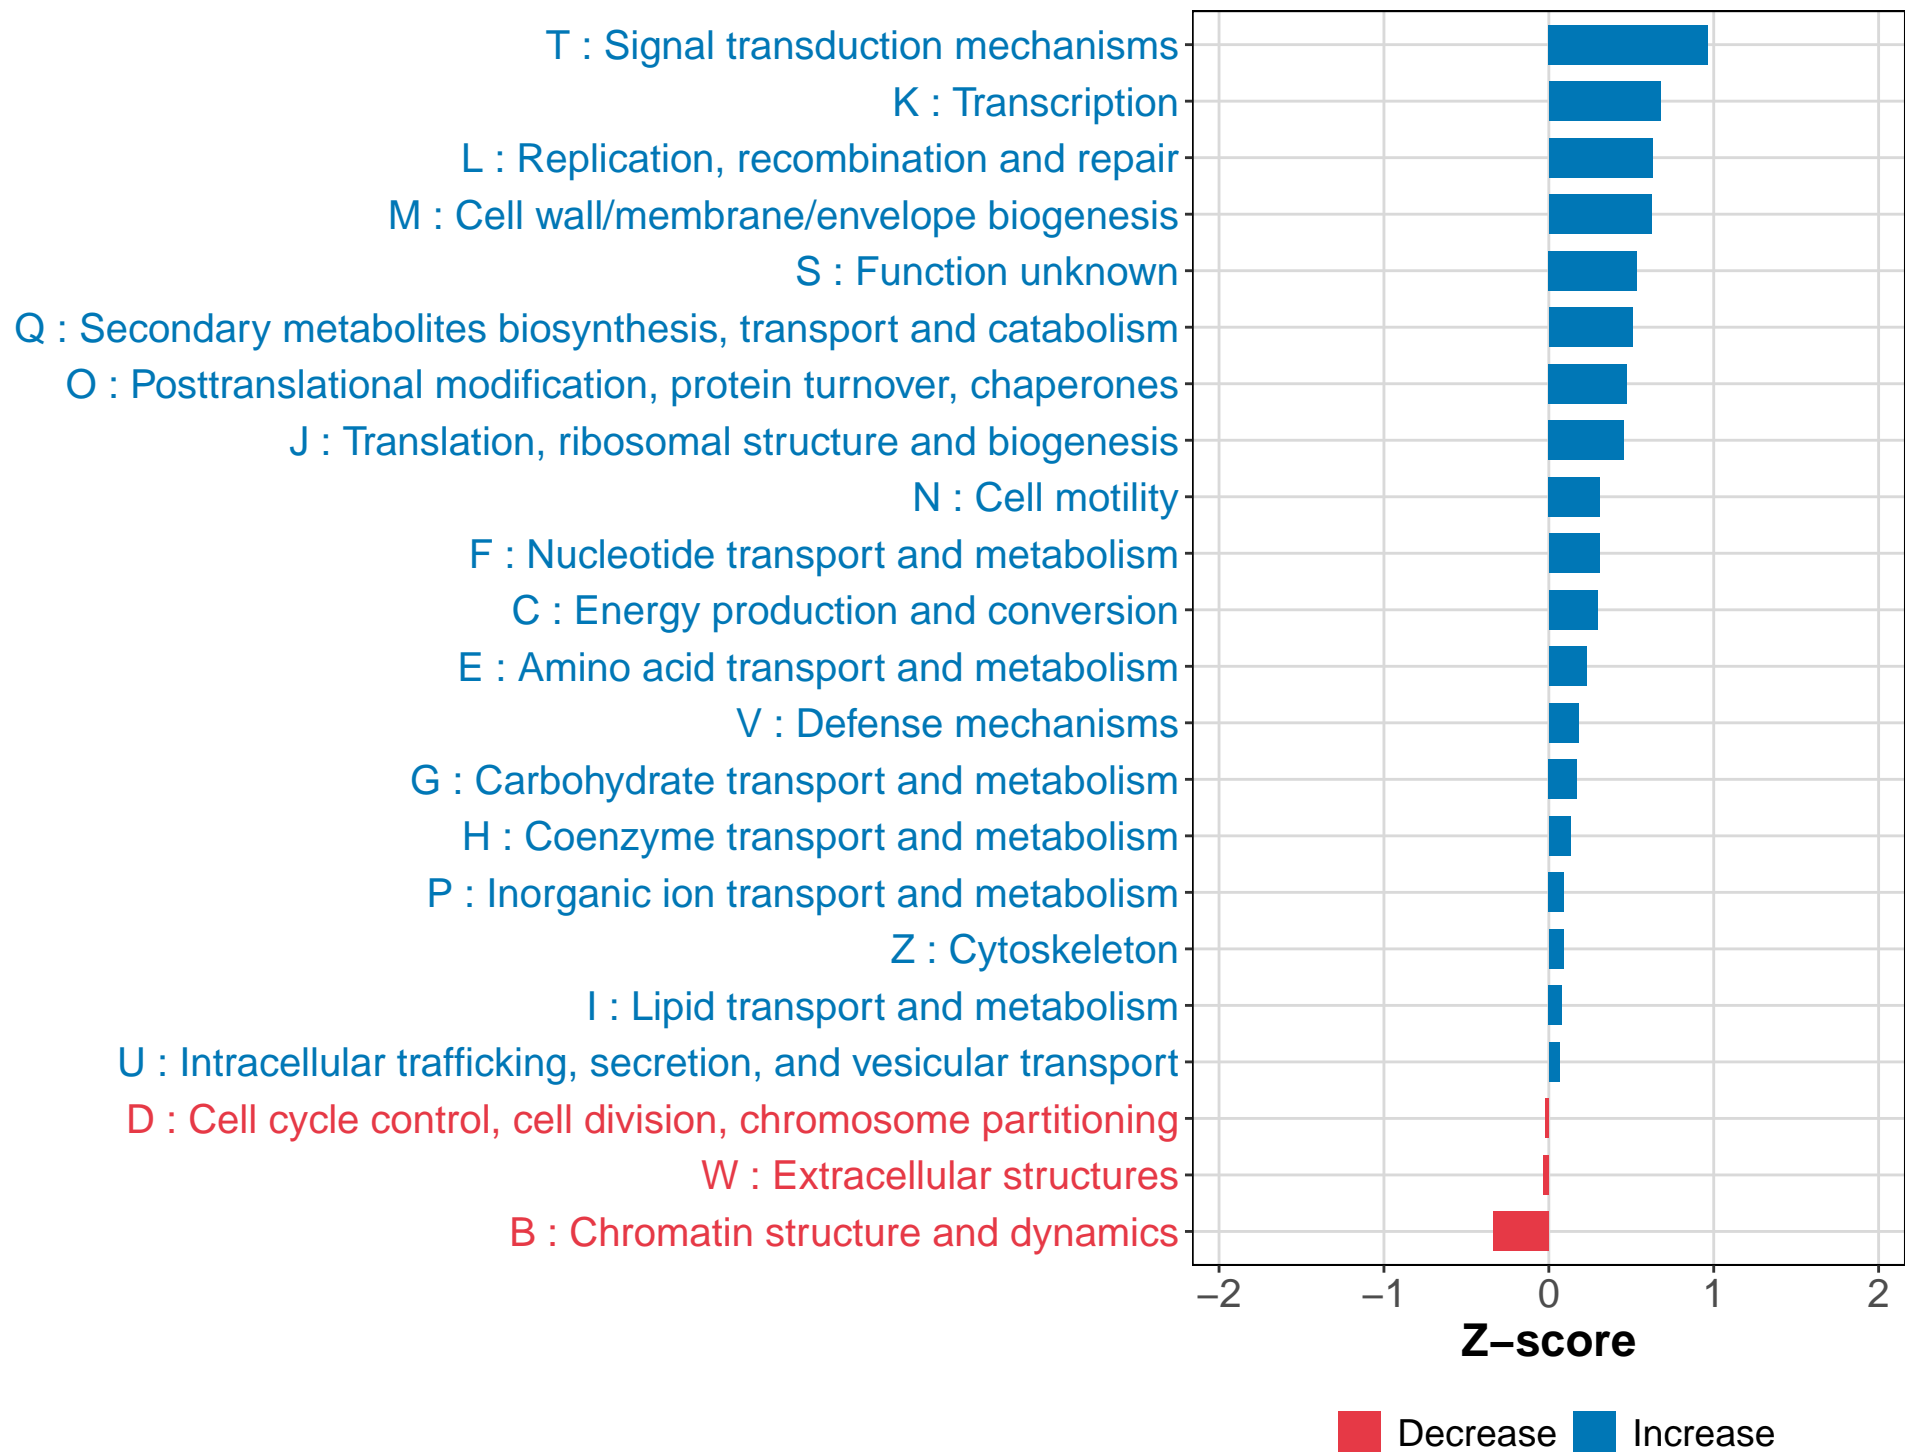 T : Signal transduction mechanisms
K : Transcription
L : Replication, recombination and repair
M : Cell wall/membrane/envelope biogenesis
S : Function unknown
Q : Secondary metabolites biosynthesis, transport and catabolism
O : Posttranslational modification, protein turnover, chaperones
J : Translation, ribosomal structure and biogenesis
N : Cell motility
F : Nucleotide transport and metabolism
C : Energy production and conversion
E : Amino acid transport and metabolism
V : Defense mechanisms
G : Carbohydrate transport and metabolism
H : Coenzyme transport and metabolism
P : Inorganic ion transport and metabolism
Z : Cytoskeleton
I : Lipid transport and metabolism
U : Intracellular trafficking, secretion, and vesicular transport
D : Cell cycle control, cell division, chromosome partitioning
W : Extracellular structures
B : Chromatin structure and dynamics
−2 −1 0 1 2
Z−score
Decrease Increase